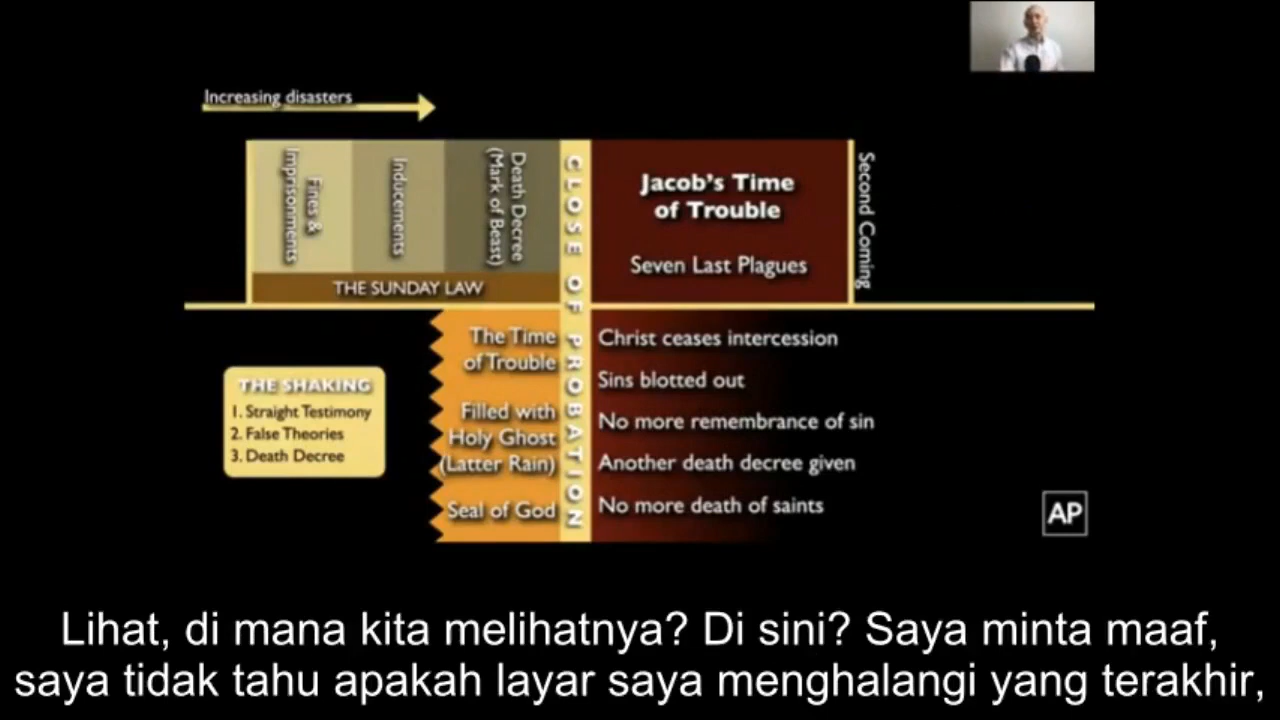 Increasing disasters
Fines &
Imprisonments
Inducements
Death Decree
(Mark of Beast)
THE SUNDAY LAW
CLOSE OF PROBATION
Jacob's Time
of Trouble
Seven Last Plagues
Second Coming
THE SHAKING
1. Straight Testimony
2. False Theories
3. Death Decree
The Time
of Trouble
Filled with
Holy Ghost
(Latter Rain)
Seal of God
Christ ceases intercession
Sins blotted out
No more remembrance of sin
Another death decree given
No more death of saints
AP
Lihat, di mana kita melihatnya? Di sini? Saya minta maaf,
saya tidak tahu apakah layar saya menghalangi yang terakhir,